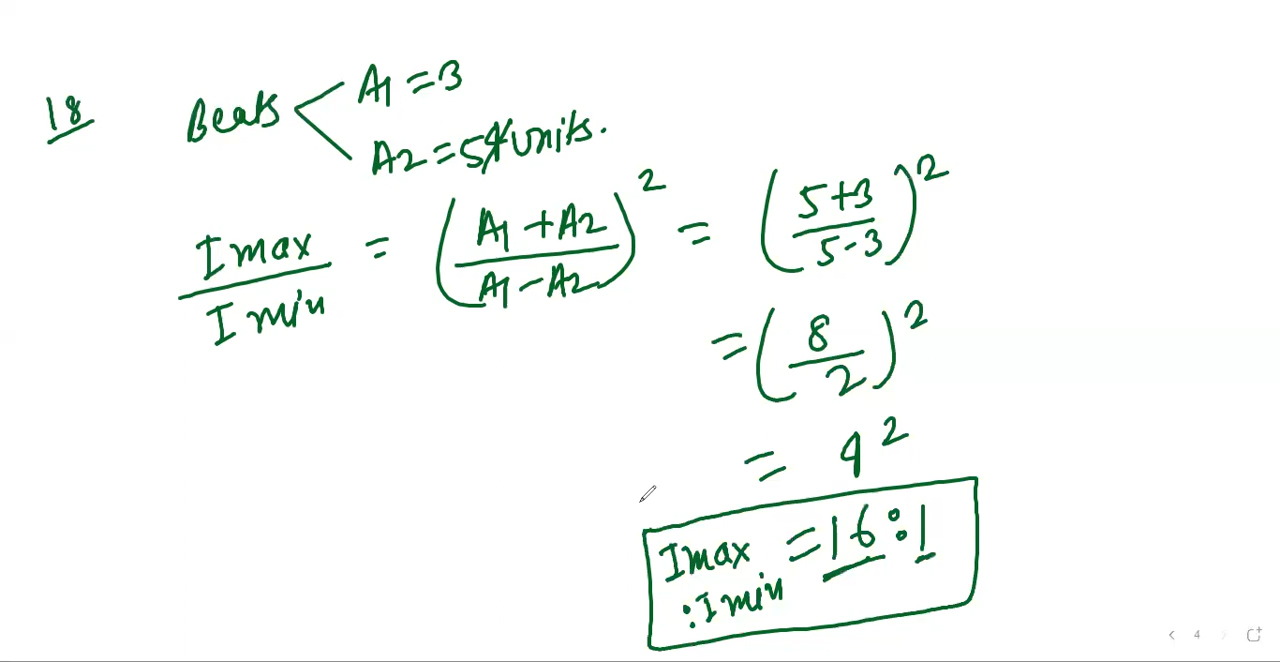 18
Beats
A1 = 3
A2 = 5 units.
Imax / Imin = (A1 + A2 / A1 - A2)2 = (5+3 / 5-3)2
= (8 / 2)2
= 42
Imax = 16:1
:Imin
4